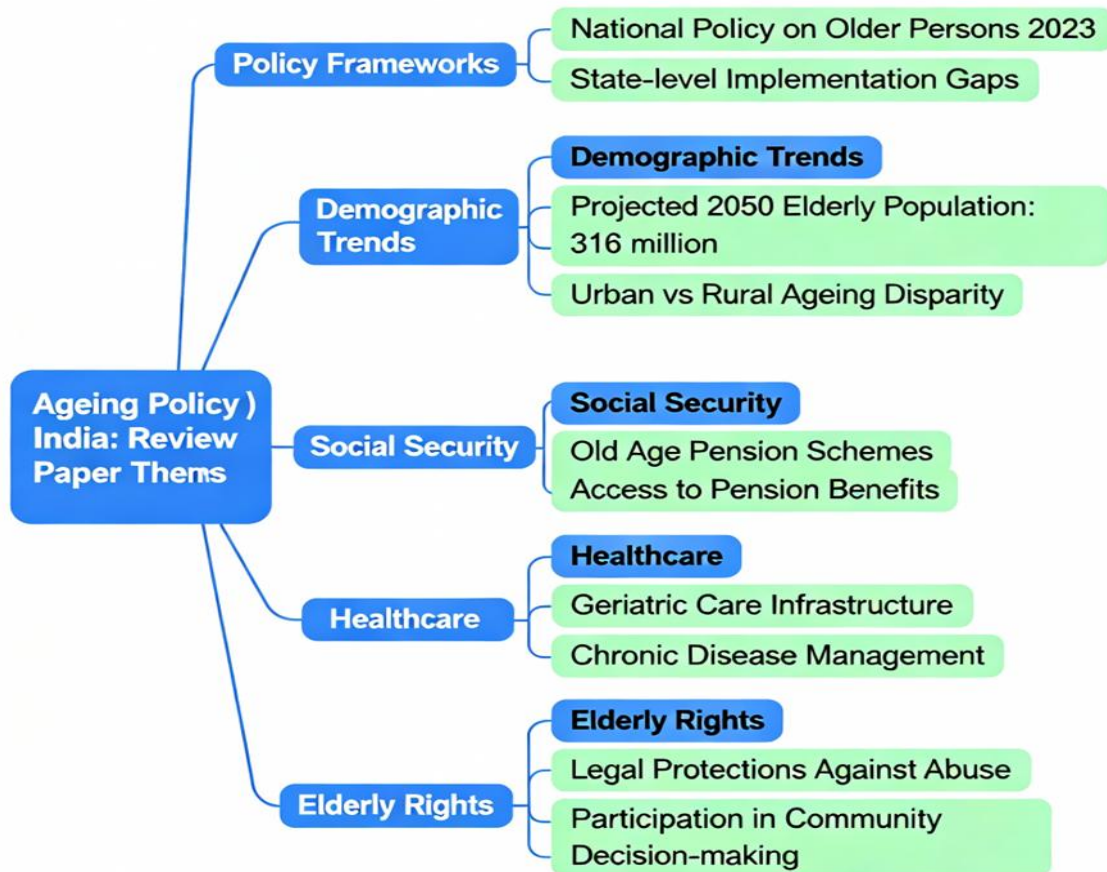 Policy Frameworks
National Policy on Older Persons 2023
State-level Implementation Gaps
Demographic
Trends
Demographic Trends
Projected 2050 Elderly Population:
316 million
Urban vs Rural Ageing Disparity
Ageing Policy )
India: Review
Paper Thems
Social Security
Social Security
Old Age Pension Schemes
Access to Pension Benefits
Healthcare
Healthcare
Geriatric Care Infrastructure
Chronic Disease Management
Elderly Rights
Elderly Rights
Legal Protections Against Abuse
Participation in Community
Decision-making